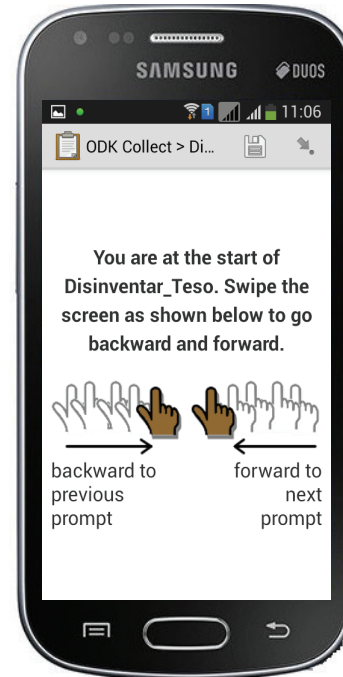 SAMSUNG DUOS
1 11:06
ODK Collect > Di...
You are at the start of
Disinventar_Teso. Swipe the
screen as shown below to go
backward and forward.
backward to
previous
prompt
forward to
next
prompt